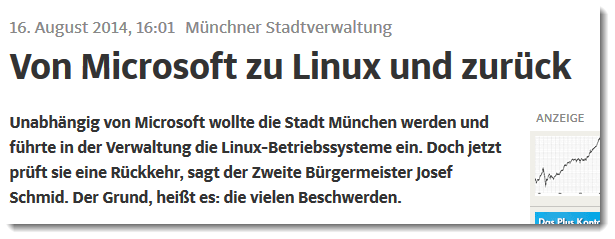 16. August 2014, 16:01 Münchner Stadtverwaltung
Von Microsoft zu Linux und zurück
Unabhängig von Microsoft wollte die Stadt München werden und
führte in der Verwaltung die Linux-Betriebssysteme ein. Doch jetzt
prüft sie eine Rückkehr, sagt der Zweite Bürgermeister Josef
Schmid. Der Grund, heißt es: die vielen Beschwerden.
ANZEIGE
Das Plus Kont